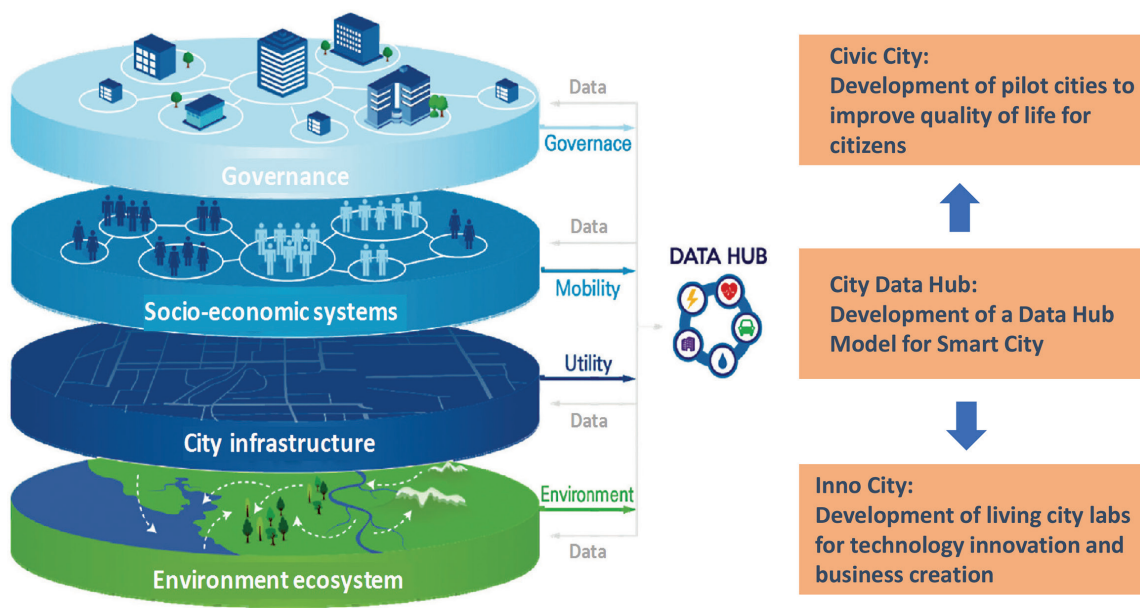 Data
Governace
Governance
Data
Mobility
Socio-economic systems
Utility
Data
City infrastructure
Environment
Data
Environment ecosystem
DATA HUB
Civic City:
Development of pilot cities to
improve quality of life for
citizens
City Data Hub:
Development of a Data Hub
Model for Smart City
Inno City:
Development of living city labs
for technology innovation and
business creation